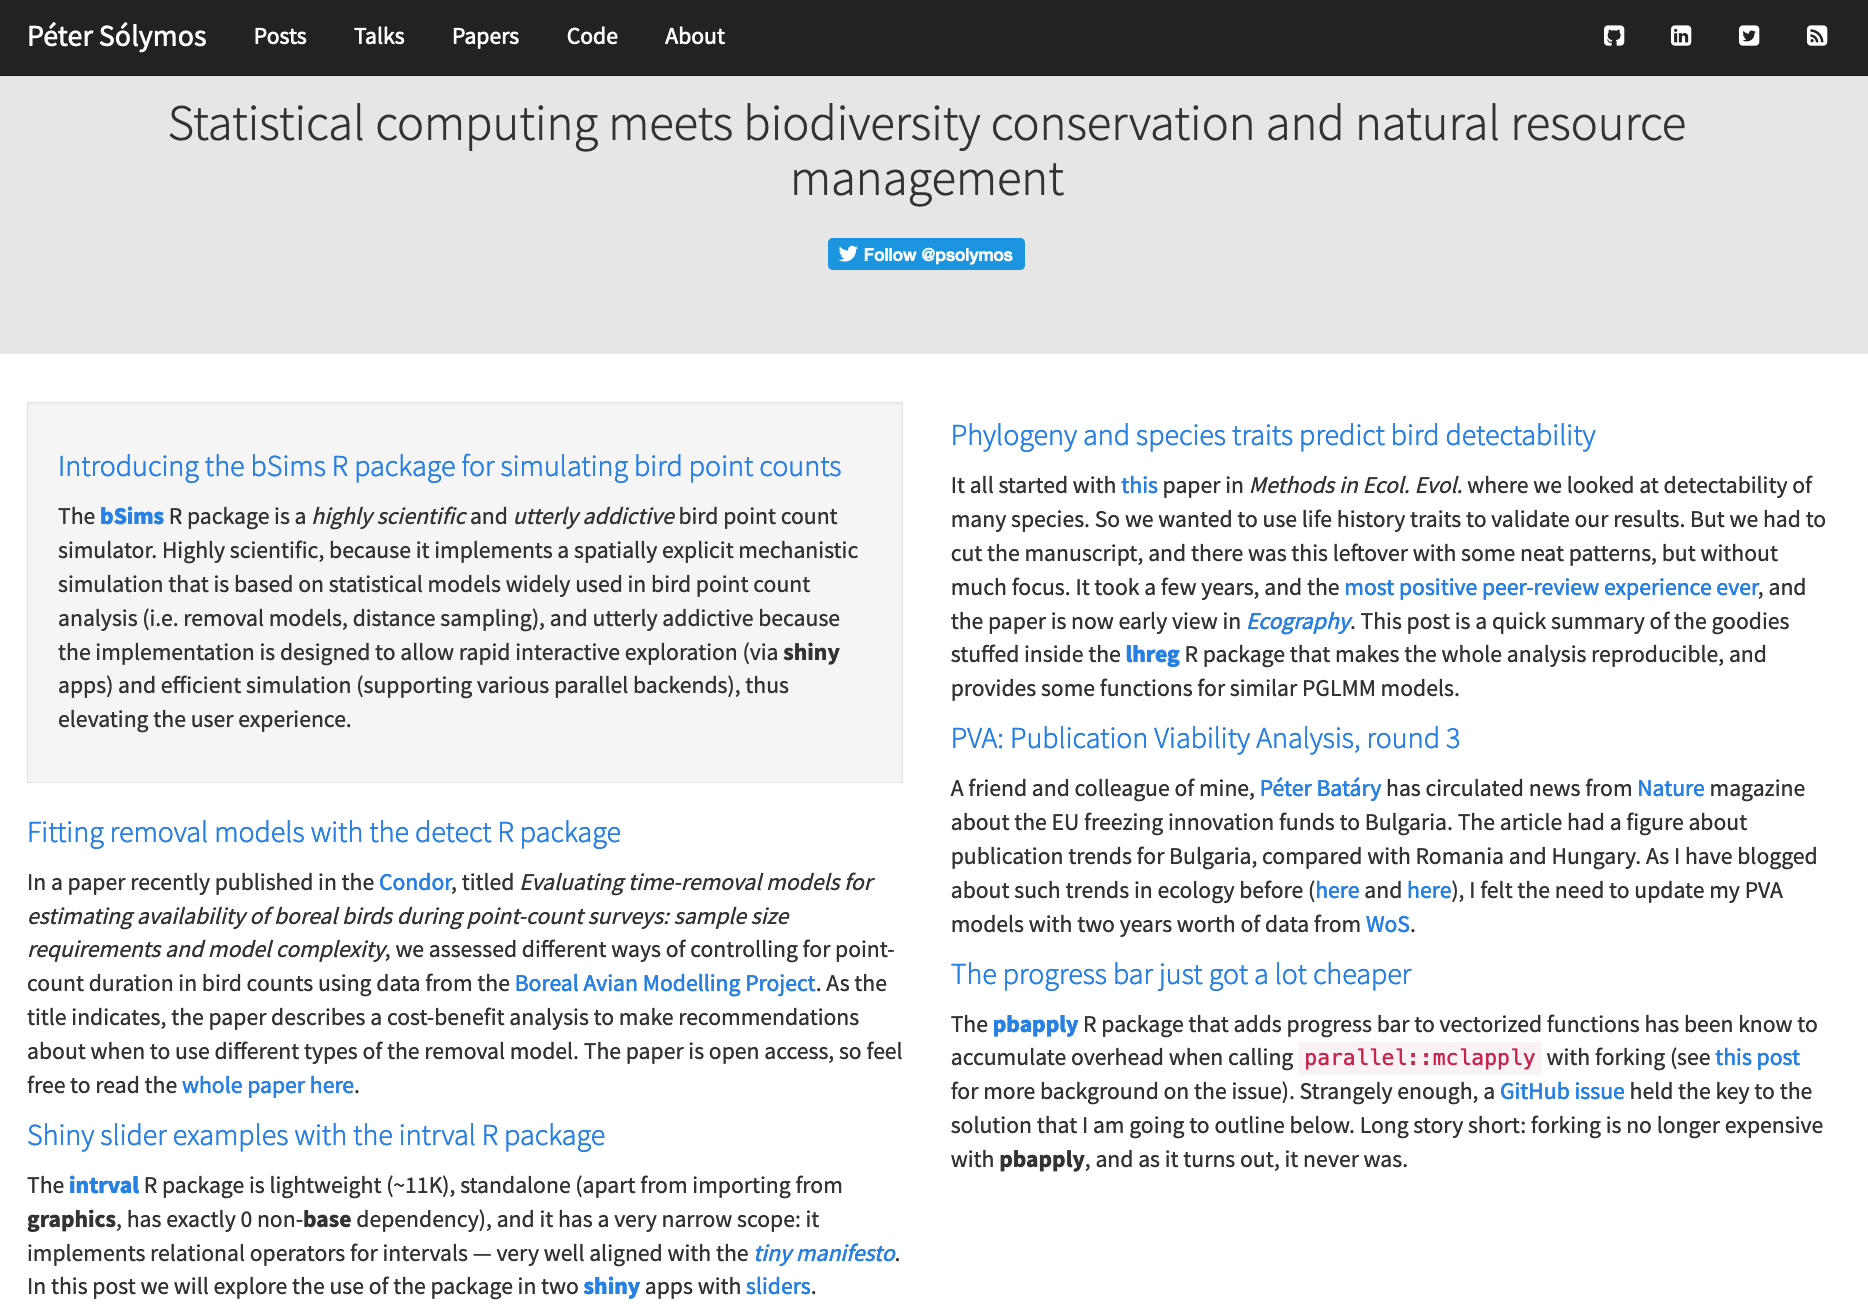 Péter Sólymos Posts Talks Papers Code About
Statistical computing meets biodiversity conservation and natural resource
management
Follow @psolymos
Introducing the bSims R package for simulating bird point counts
The bSims R package is a highly scientific and utterly addictive bird point count
simulator. Highly scientific, because it implements a spatially explicit mechanistic
simulation that is based on statistical models widely used in bird point count
analysis (i.e. removal models, distance sampling), and utterly addictive because
the implementation is designed to allow rapid interactive exploration (via shiny
apps) and efficient simulation (supporting various parallel backends), thus
elevating the user experience.
Fitting removal models with the detect R package
In a paper recently published in the Condor, titled Evaluating time-removal models for
estimating availability of boreal birds during point-count surveys: sample size
requirements and model complexity, we assessed different ways of controlling for point-
count duration in bird counts using data from the Boreal Avian Modelling Project. As the
title indicates, the paper describes a cost-benefit analysis to make recommendations
about when to use different types of the removal model. The paper is open access, so feel
free to read the whole paper here.
Shiny slider examples with the intrval R package
The intrval R package is lightweight (~11K), standalone (apart from importing from
graphics, has exactly 0 non-base dependency), and it has a very narrow scope: it
implements relational operators for intervals — very well aligned with the tiny manifesto.
In this post we will explore the use of the package in two shiny apps with sliders.
Phylogeny and species traits predict bird detectability
It all started with this paper in Methods in Ecol. Evol. where we looked at detectability of
many species. So we wanted to use life history traits to validate our results. But we had to
cut the manuscript, and there was this leftover with some neat patterns, but without
much focus. It took a few years, and the most positive peer-review experience ever, and
the paper is now early view in Ecography. This post is a quick summary of the goodies
stuffed inside the lhreg R package that makes the whole analysis reproducible, and
provides some functions for similar PGLMM models.
PVA: Publication Viability Analysis, round 3
A friend and colleague of mine, Péter Batáry has circulated news from Nature magazine
about the EU freezing innovation funds to Bulgaria. The article had a figure about
publication trends for Bulgaria, compared with Romania and Hungary. As I have blogged
about such trends in ecology before (here and here), I felt the need to update my PVA
models with two years worth of data from WoS.
The progress bar just got a lot cheaper
The pbapply R package that adds progress bar to vectorized functions has been know to
accumulate overhead when calling parallel::mclapply with forking (see this post
for more background on the issue). Strangely enough, a GitHub issue held the key to the
solution that I am going to outline below. Long story short: forking is no longer expensive
with pbapply, and as it turns out, it never was.